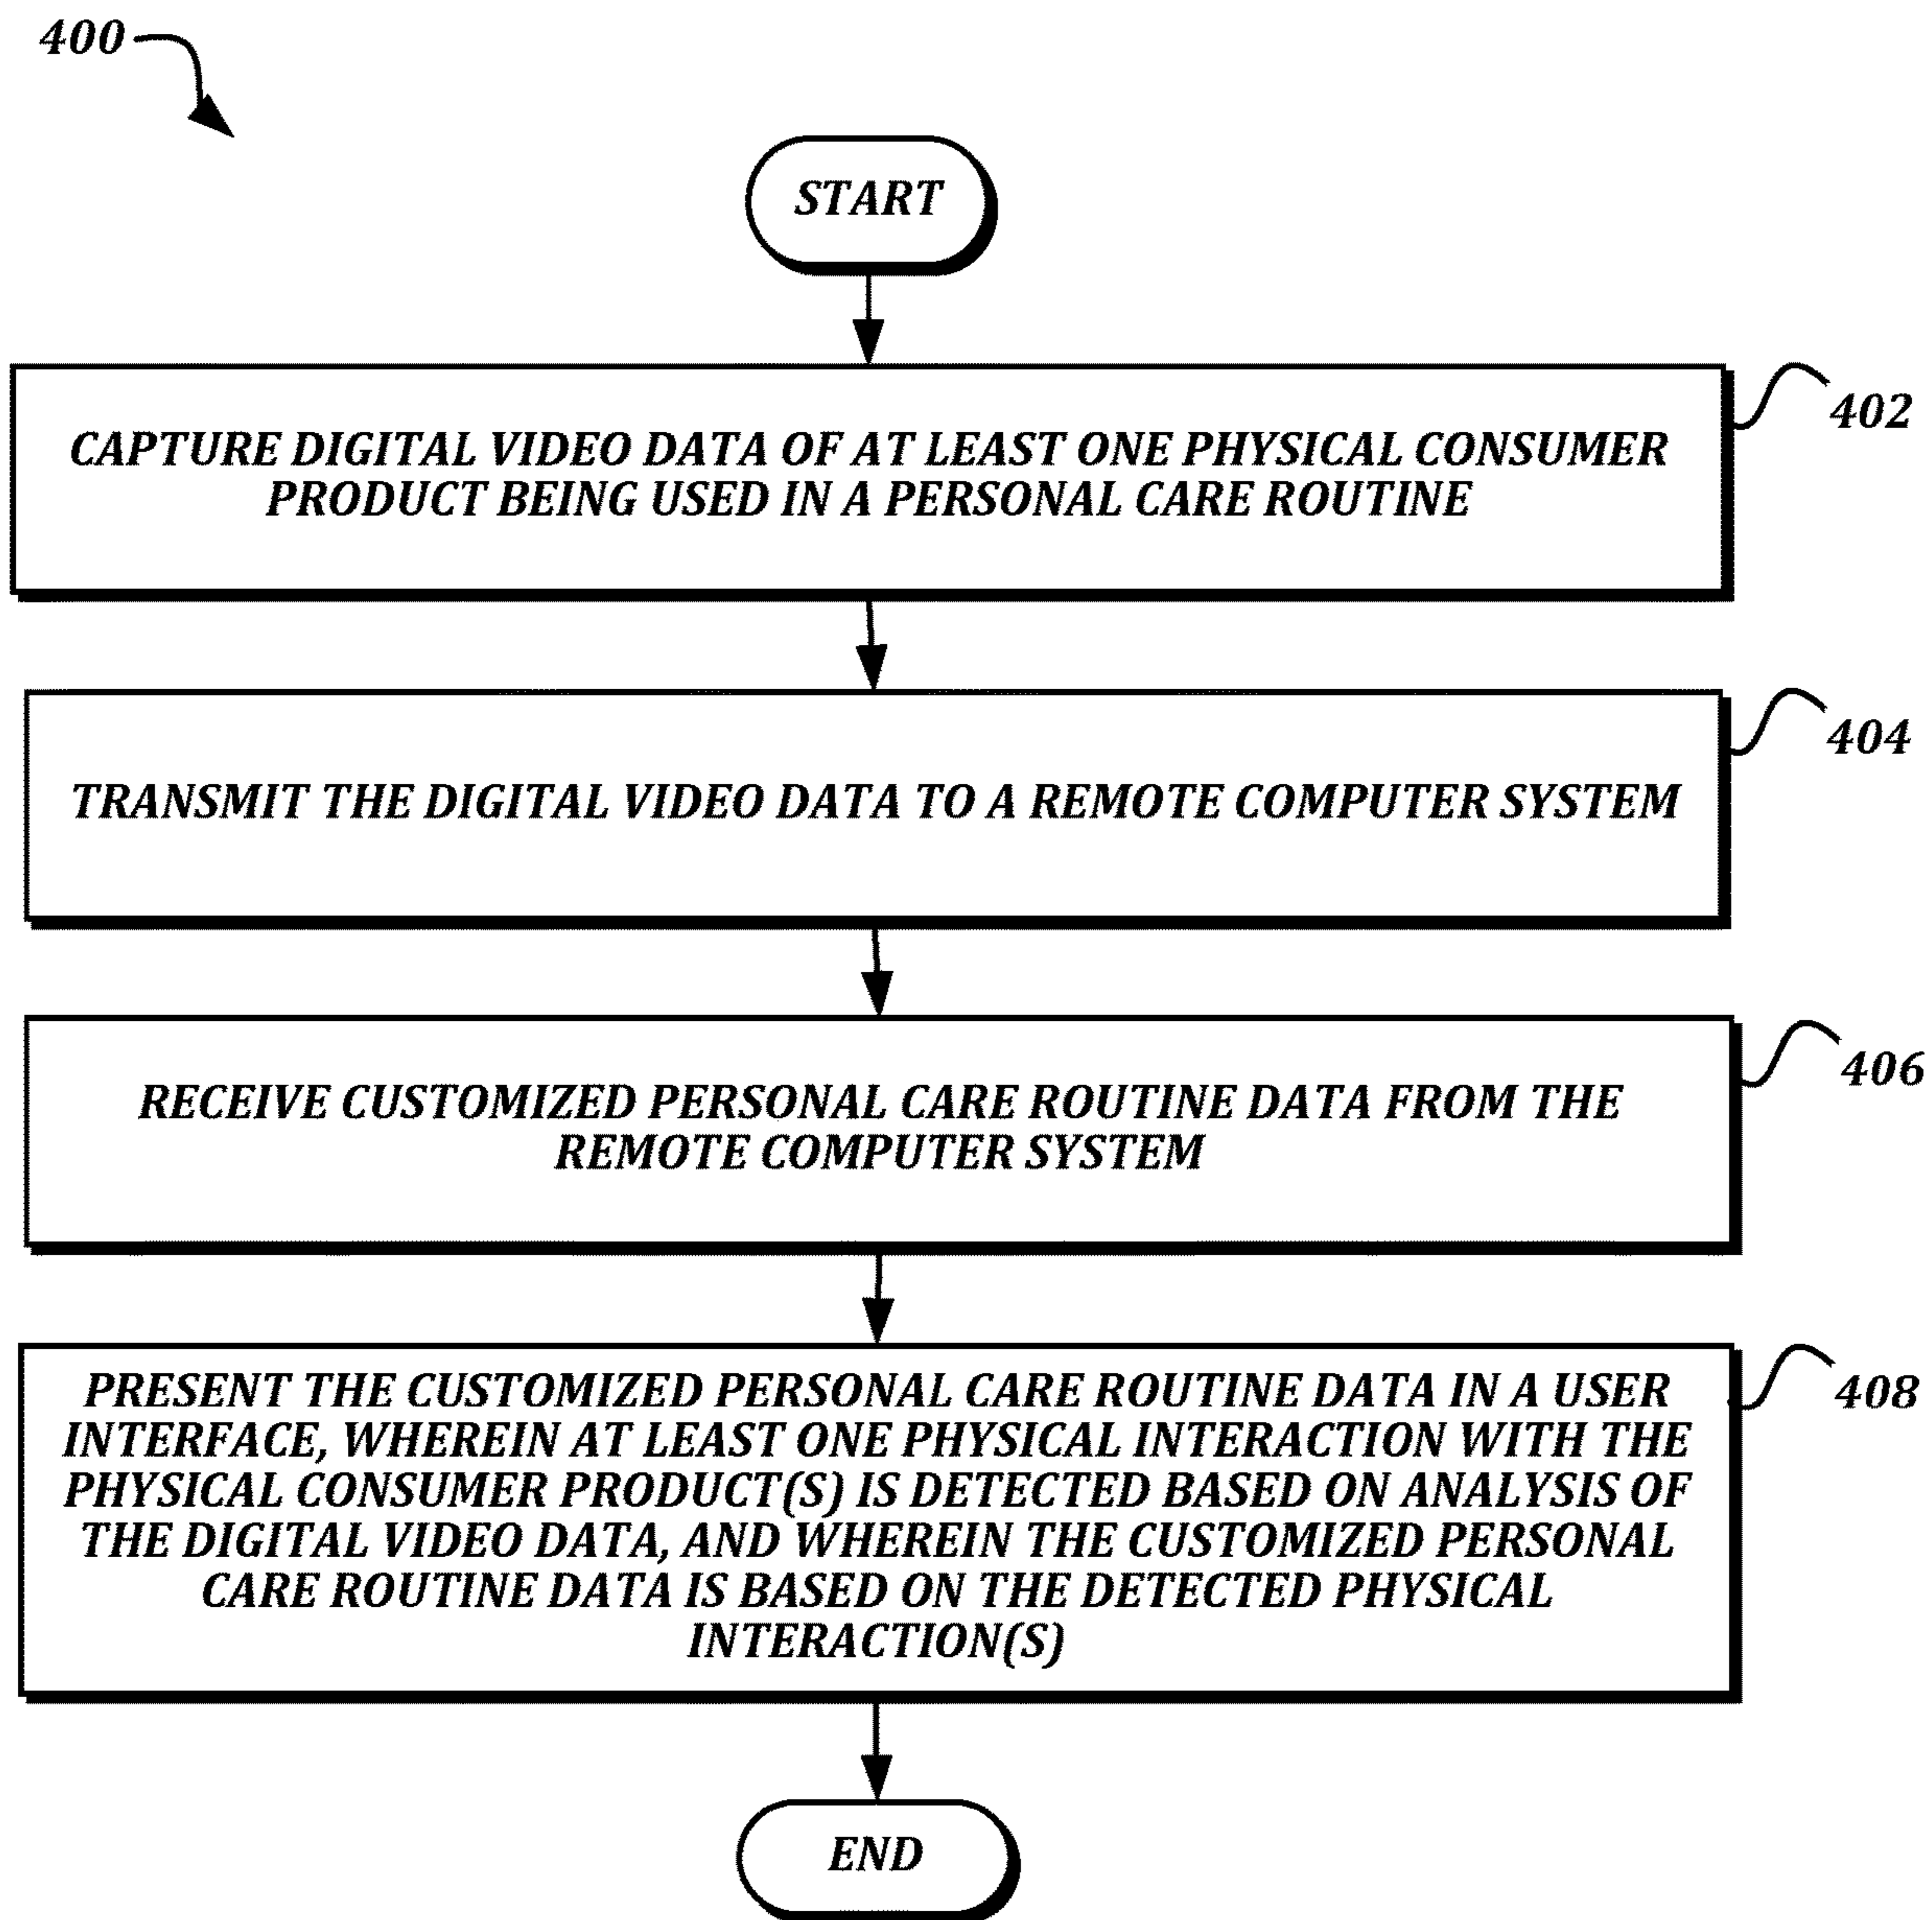 400
START
CAPTURE DIGITAL VIDEO DATA OF AT LEAST ONE PHYSICAL CONSUMER
PRODUCT BEING USED IN A PERSONAL CARE ROUTINE
402
TRANSMIT THE DIGITAL VIDEO DATA TO A REMOTE COMPUTER SYSTEM
404
RECEIVE CUSTOMIZED PERSONAL CARE ROUTINE DATA FROM THE
REMOTE COMPUTER SYSTEM
406
PRESENT THE CUSTOMIZED PERSONAL CARE ROUTINE DATA IN A USER
INTERFACE, WHEREIN AT LEAST ONE PHYSICAL INTERACTION WITH THE
PHYSICAL CONSUMER PRODUCT(S) IS DETECTED BASED ON ANALYSIS OF
THE DIGITAL VIDEO DATA, AND WHEREIN THE CUSTOMIZED PERSONAL
CARE ROUTINE DATA IS BASED ON THE DETECTED PHYSICAL
INTERACTION(S)
408
END